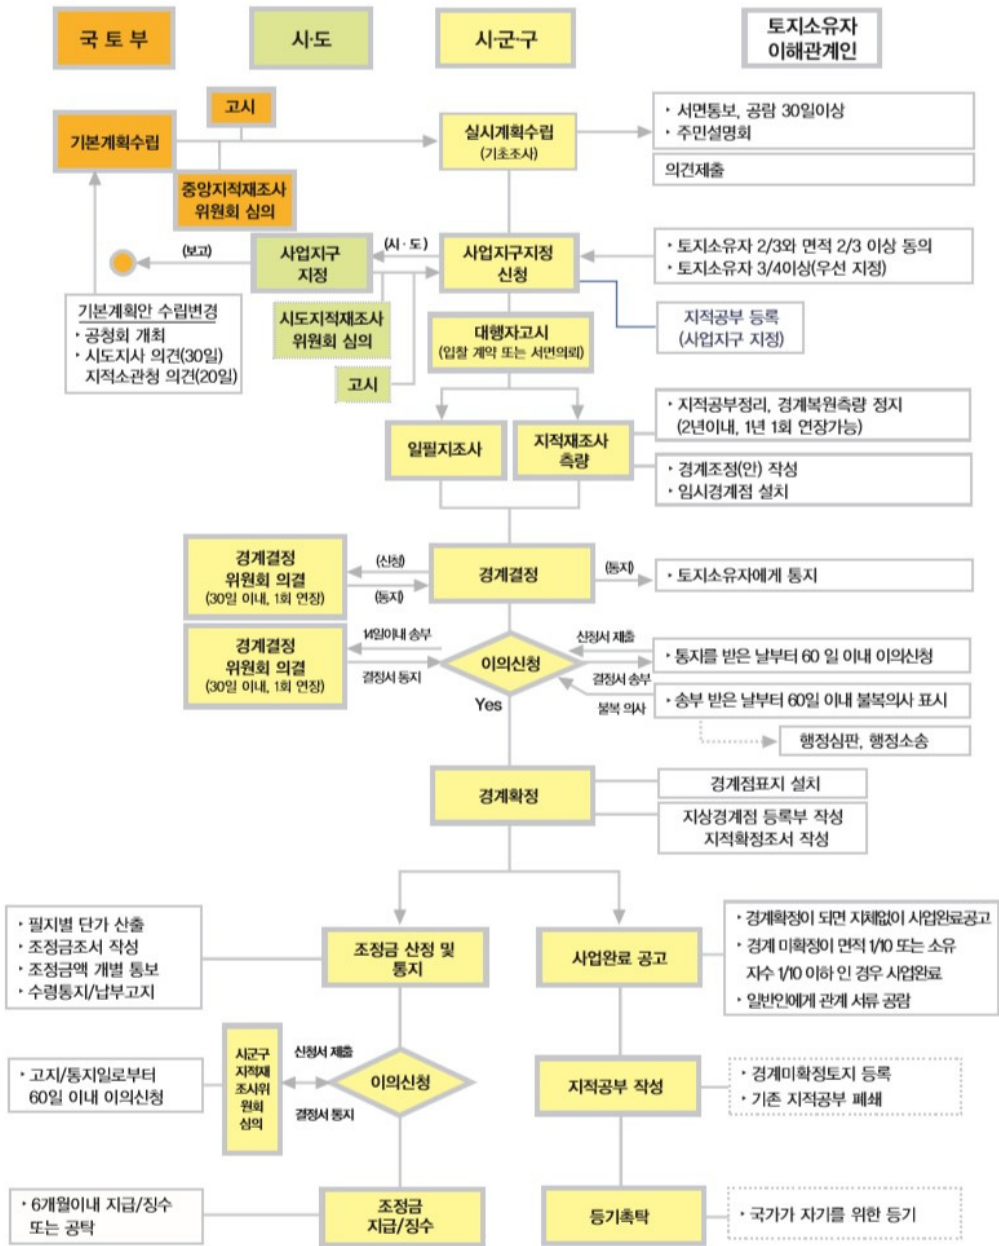 국 토 부
시·도
시·군·구
토지소유자
이해관계인
고시
기본계획수립
실시계획수립
(기초조사)
‣ 서면통보, 공람 30일이상
‣ 주민설명회
의견제출
중앙지적재조사
위원회 심의
(보고)
사업지구
지정
(시·도)
사업지구지정
신청
‣ 토지소유자 2/3와 면적 2/3 이상 동의
‣ 토지소유자 3/4이상(우선 지정)
기본계획안 수립변경
‣ 공청회 개최
‣ 시도지사 의견(30일)
지적소관청 의견(20일)
시도지적재조사
위원회 심의
고시
대행자고시
(입찰 계약 또는 서면의뢰)
지적공부 등록
(사업지구 지정)
일필지조사
지적재조사
측량
‣ 지적공부정리, 경계복원측량 정지
(2년이내, 1년 1회 연장가능)
‣ 경계조정(안) 작성
‣ 임시경계점 설치
경계결정
위원회 의결
(30일 이내, 1회 연장)
(신청)
(통지)
경계결정
(통지)
‣ 토지소유자에게 통지
경계결정
위원회 의결
(30일 이내, 1회 연장)
14일이내 송부
결정서 통지
이의신청
Yes
신청서 제출
결정서 송부
불복 의사
‣ 통지를 받은 날부터 60 일 이내 이의신청
‣ 송부 받은 날부터 60일 이내 불복의사 표시
행정심판, 행정소송
경계확정
경계점표지 설치
지상경계점 등록부 작성
지적확정조서 작성
‣ 필지별 단가 산출
‣ 조정금조서 작성
‣ 조정금액 개별 통보
‣ 수령통지/납부고지
조정금 산정 및
통지
사업완료 공고
‣ 경계확정이 되면 지체없이 사업완료공고
‣ 경계 미확정이 면적 1/10 또는 소유
자수 1/10 이하 인 경우 사업완료
‣ 일반인에게 관계 서류 공람
‣ 고지/통지일로부터
60일 이내 이의신청
시군구
지적재
조사위
원회
심의
신청서 제출
결정서 통지
이의신청
지적공부 작성
‣ 경계미확정토지 등록
‣ 기존 지적공부 폐쇄
‣ 6개월이내 지급/징수
또는 공탁
조정금
지급/징수
등기촉탁
‣ 국가가 자기를 위한 등기